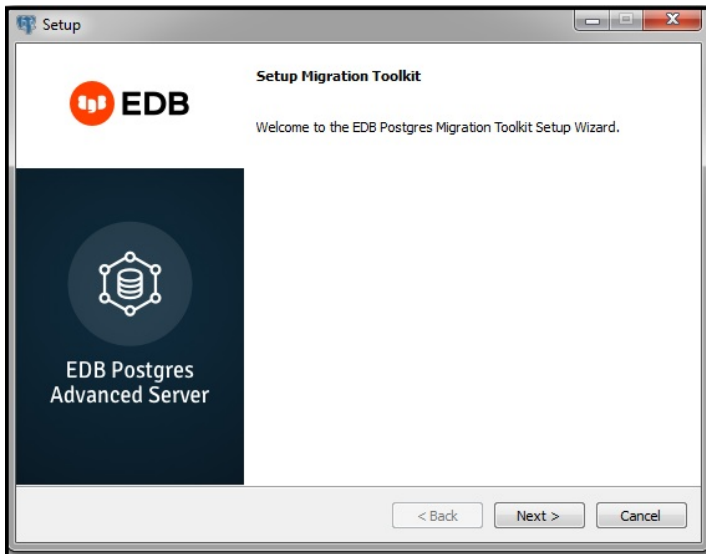 Setup
EDB
Setup Migration Toolkit
Welcome to the EDB Postgres Migration Toolkit Setup Wizard.
EDB Postgres
Advanced Server
< Back
Next >
Cancel